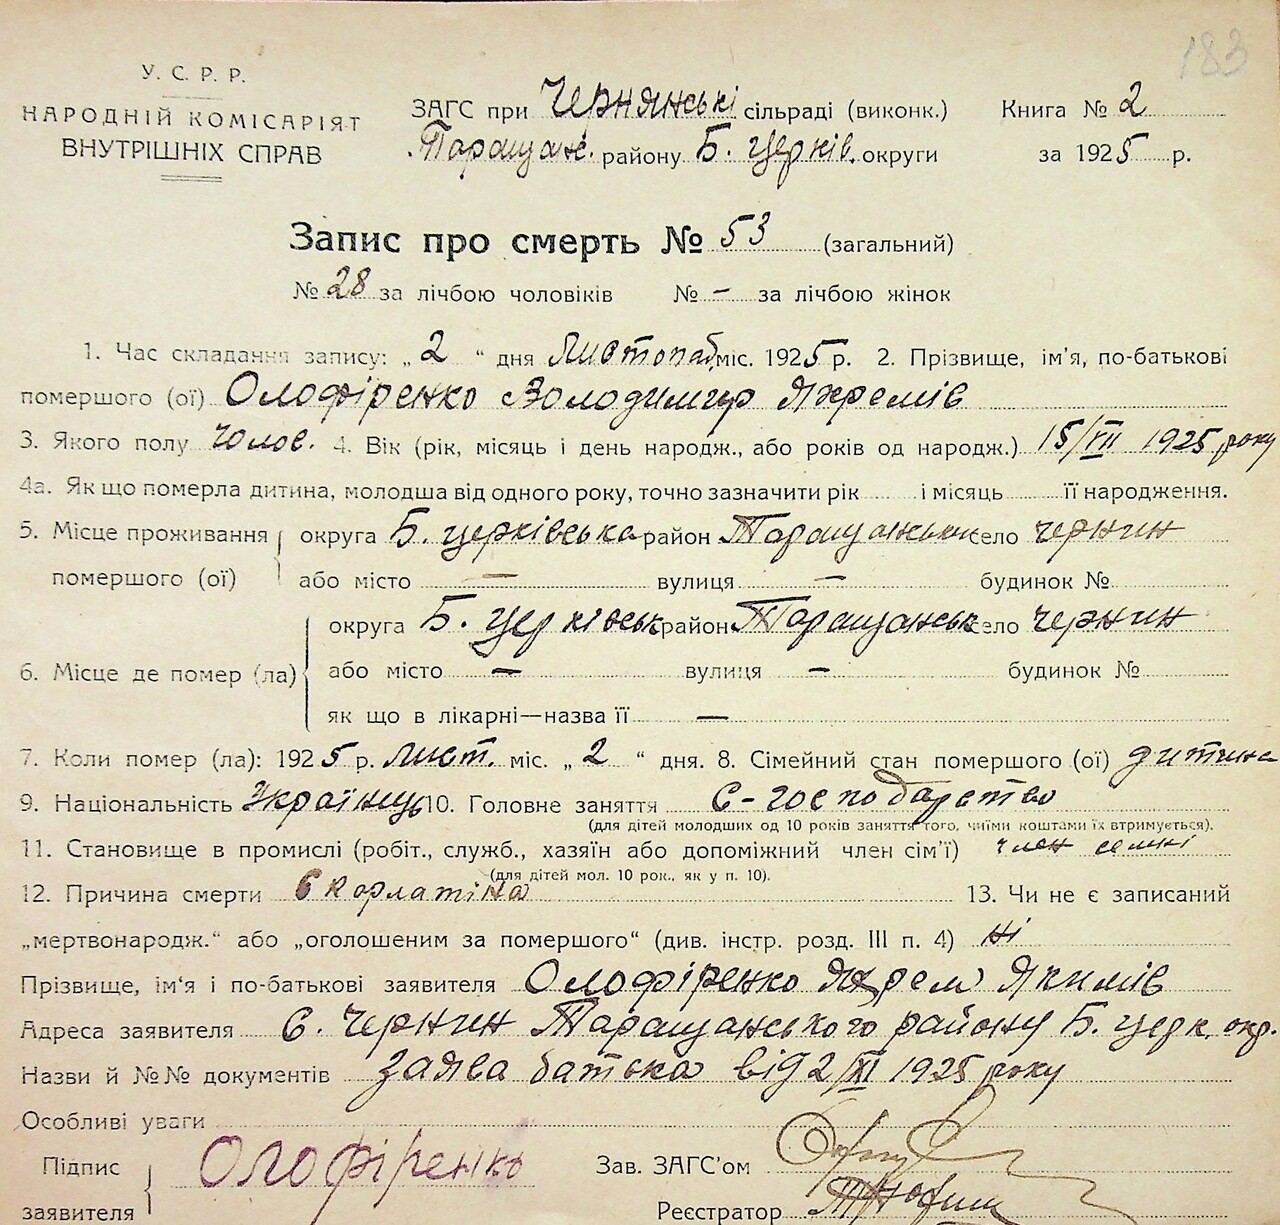 183
У. С. Р. Р.
НАРОДНІЙ КОМІСАРІЯТ
ВНУТРІШНІХ СПРАВ
ЗАГС при Чернянські сільраді (виконк.) Книга № 2
Таращан. району Б. церків. округи за 1925 р.
Запис про смерть № 53 (загальний)
№ 28 за лічбою чоловіків № – за лічбою жінок
1. Час складання запису: „ 2 “ дня Листопад міс. 1925 р. 2. Прізвище, ім'я, по-батькові
помершого (ої) Олофіренко Володимир Яхремів
3. Якого полу Чолов. 4. Вік (рік, місяць і день народж., або років од народж.) 15/VII 1925 року
4а. Як що померла дитина, молодша від одного року, точно зазначити рік і місяць її народження.
5. Місце проживання округа Б. церківська район Таращанськ село чернин
помершого (ої) або місто — вулиця — будинок №
округа Б. церківськ район Таращанськ село чернин
6. Місце де помер (ла) або місто — вулиця — будинок №
як що в лікарні—назва її —
7. Коли помер (ла): 1925 р. лист. міс. „ 2 “ дня. 8. Сімейний стан помершого (ої) дитина
9. Національність Українць 10. Головне заняття С-господарство
(для дітей молодших од 10 років заняття того, чиїми коштами їх втримується).
11. Становище в промислі (робіт., служб., хазяїн або допоміжний член сім'ї) член семні
(для дітей мол. 10 рок., як у п. 10).
12. Причина смерти Скорлатіна 13. Чи не є записаний
„мертвонародж.“ або „оголошеним за помершого“ (див. інстр. розд. III п. 4) ні
Прізвище, ім'я і по-батькові заявителя Олофіренко Яхрем Якимів
Адреса заявителя С. Чернин Таращанського району Б. церк. окр.
Назви й №№ документів заява батька від 2/XI 1925 року
Особливі уваги
Підпис Олофіренко Зав. ЗАГС'ом
заявителя Реєстратор